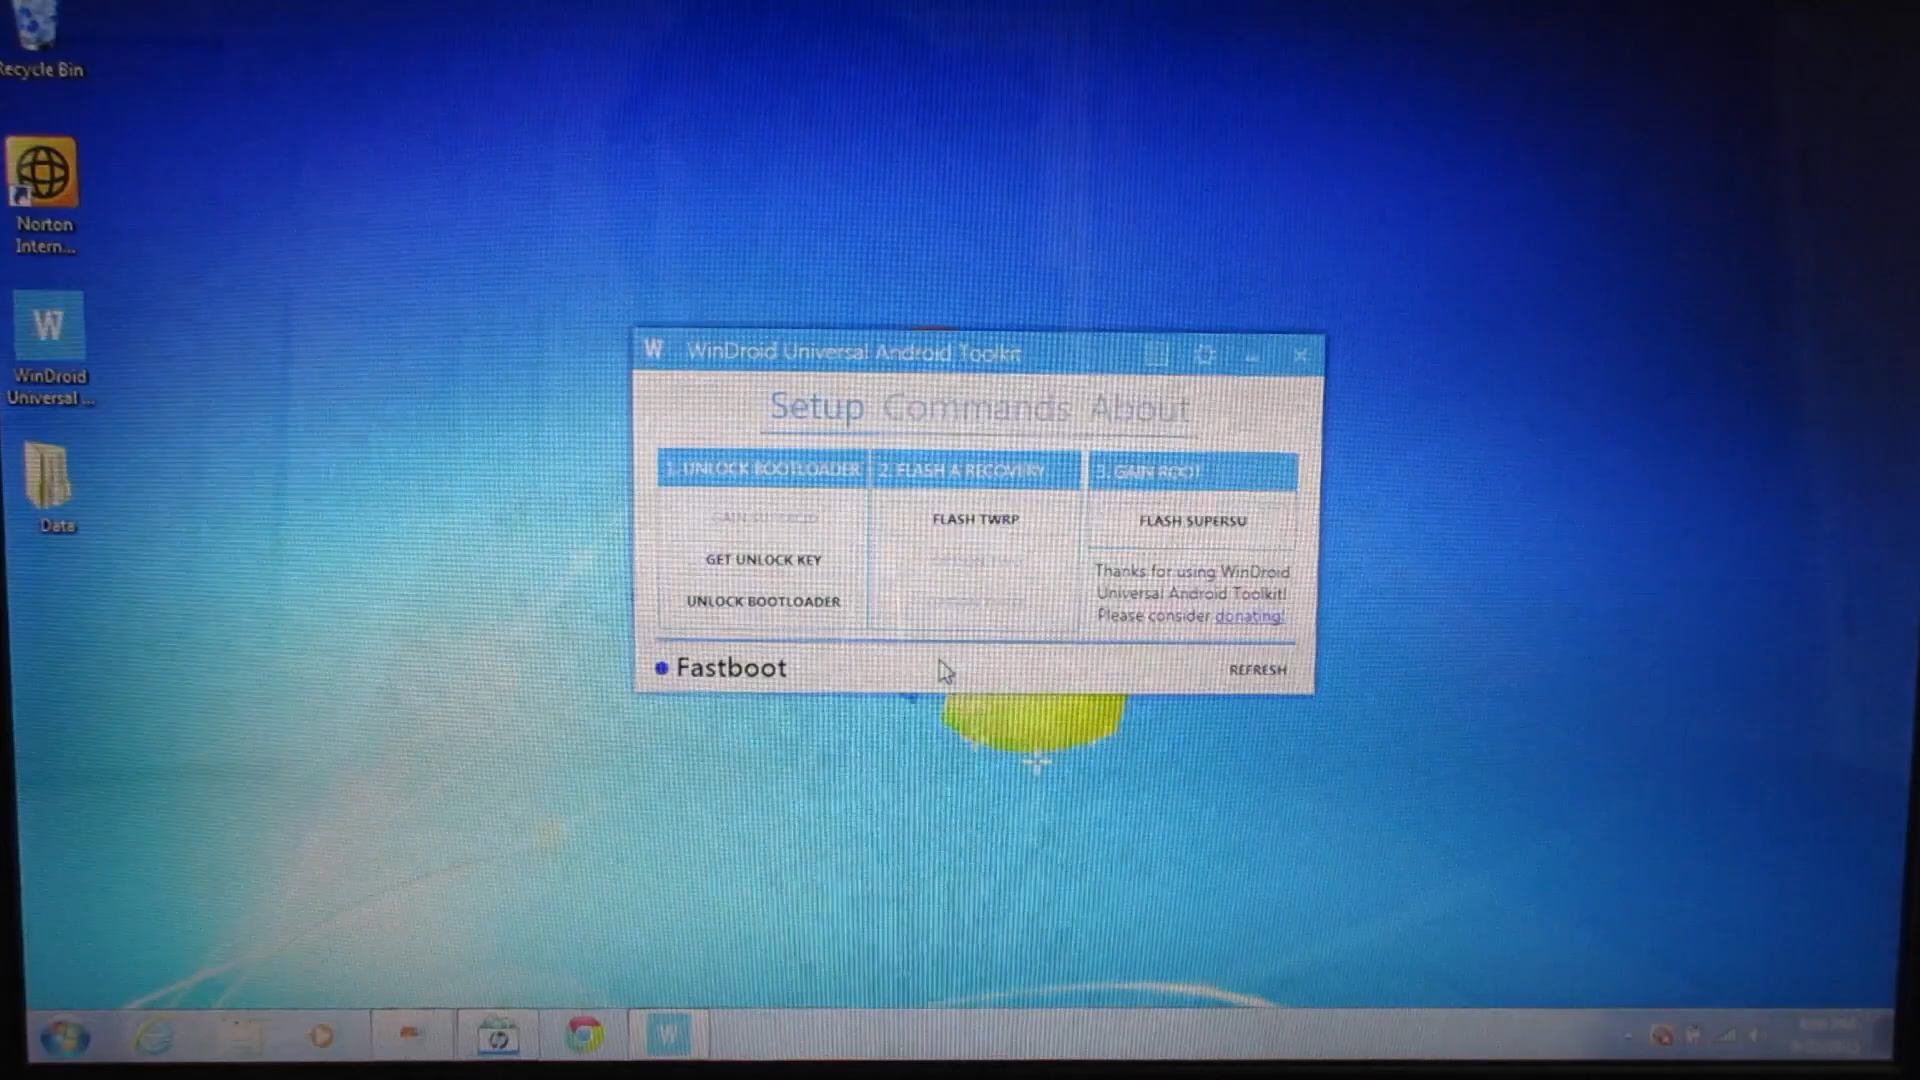 Recycle Bin
Norton
Intern...
W
WinDroid
Universal ...
Data
W WinDroid Universal Android Toolkit
Setup Commands About
1. UNLOCK BOOTLOADER
GET UNLOCK KEY
UNLOCK BOOTLOADER
2. FLASH A RECOVERY
FLASH TWRP
3. GAIN ROOT
FLASH SUPERSU
Thanks for using WinDroid
Universal Android Toolkit!
Please consider donating!
Fastboot
REFRESH
hp
W